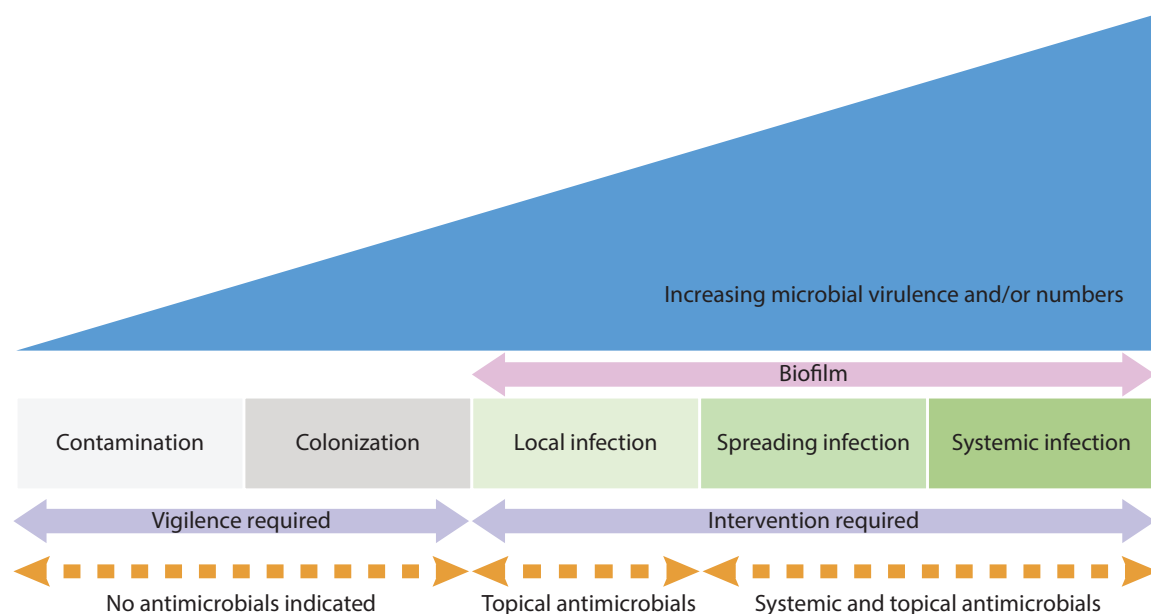 Increasing microbial virulence and/or numbers
Biofilm
Contamination
Colonization
Local infection
Spreading infection
Systemic infection
Vigilence required
Intervention required
No antimicrobials indicated
Topical antimicrobials
Systemic and topical antimicrobials